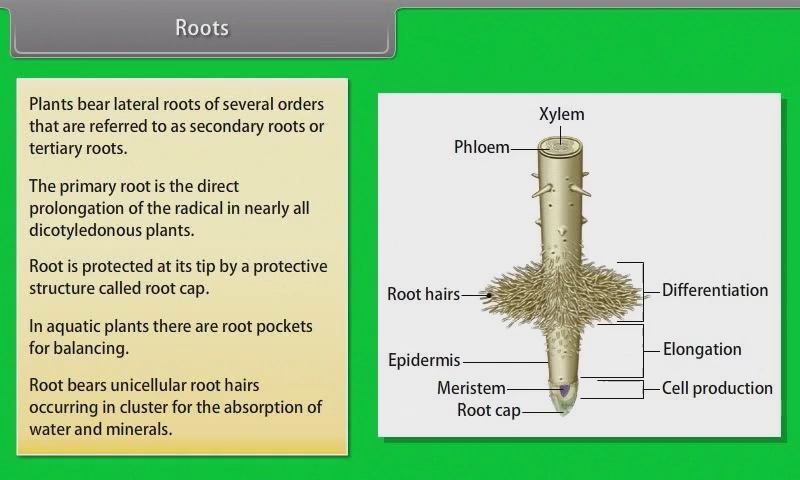 Roots
Plants bear lateral roots of several orders
that are referred to as secondary roots or
tertiary roots.
The primary root is the direct
prolongation of the radical in nearly all
dicotyledonous plants.
Root is protected at its tip by a protective
structure called root cap.
In aquatic plants there are root pockets
for balancing.
Root bears unicellular root hairs
occurring in cluster for the absorption of
water and minerals.
Xylem
Phloem
Root hairs
Differentiation
Elongation
Epidermis
Meristem
Cell production
Root cap